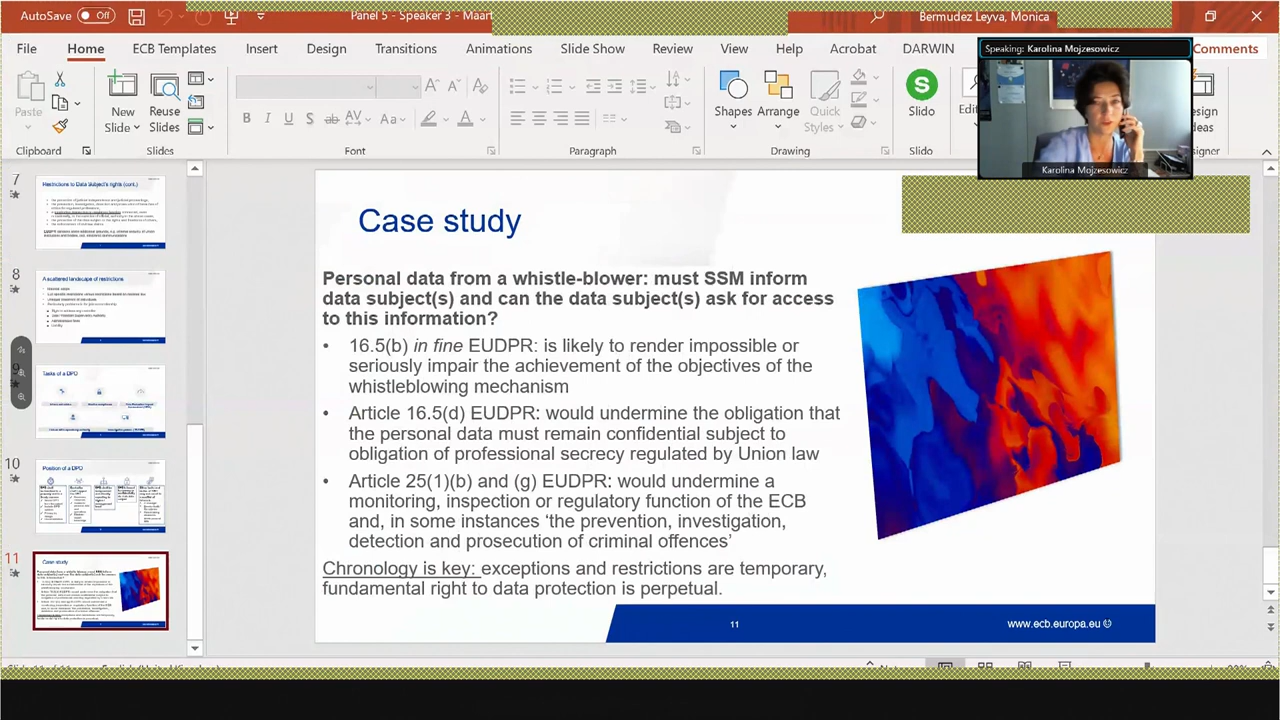 AutoSave Off
Panel 5 - Speaker 3 - Maart
Bermudez Leyva, Monica
File Home ECB Templates Insert Design Transitions Animations Slide Show Review View Help Acrobat DARWIN
Comments
Speaking: Karolina Mojzesowicz
Karolina Mojzesowicz
Paste
New Slide
Reuse Slides
Shapes
Arrange
Quick Styles
Slido
Clipboard
Slides
Font
Paragraph
Drawing
Slido
7
Restrictions to Data Subject's rights (cont.)
8
A scattered landscape of restrictions
9
Tasks of a DPO
10
Position of a DPO
11
Case study
Case study
Personal data from whistle-blower: must SSM inform
data subject(s) and can the data subject(s) ask for access
to this information?
• 16.5(b) in fine EUDPR: is likely to render impossible or
seriously impair the achievement of the objectives of the
whistleblowing mechanism
• Article 16.5(d) EUDPR: would undermine the obligation that
the personal data must remain confidential subject to
obligation of professional secrecy regulated by Union law
• Article 25(1)(b) and (g) EUDPR: would undermine a
monitoring, inspection or regulatory function of the ECB
and, in some instances ‘the prevention, investigation,
detection and prosecution of criminal offences’
Chronology is key: exceptions and restrictions are temporary,
fundamental right to data protection is perpetual.
11
www.ecb.europa.eu ©